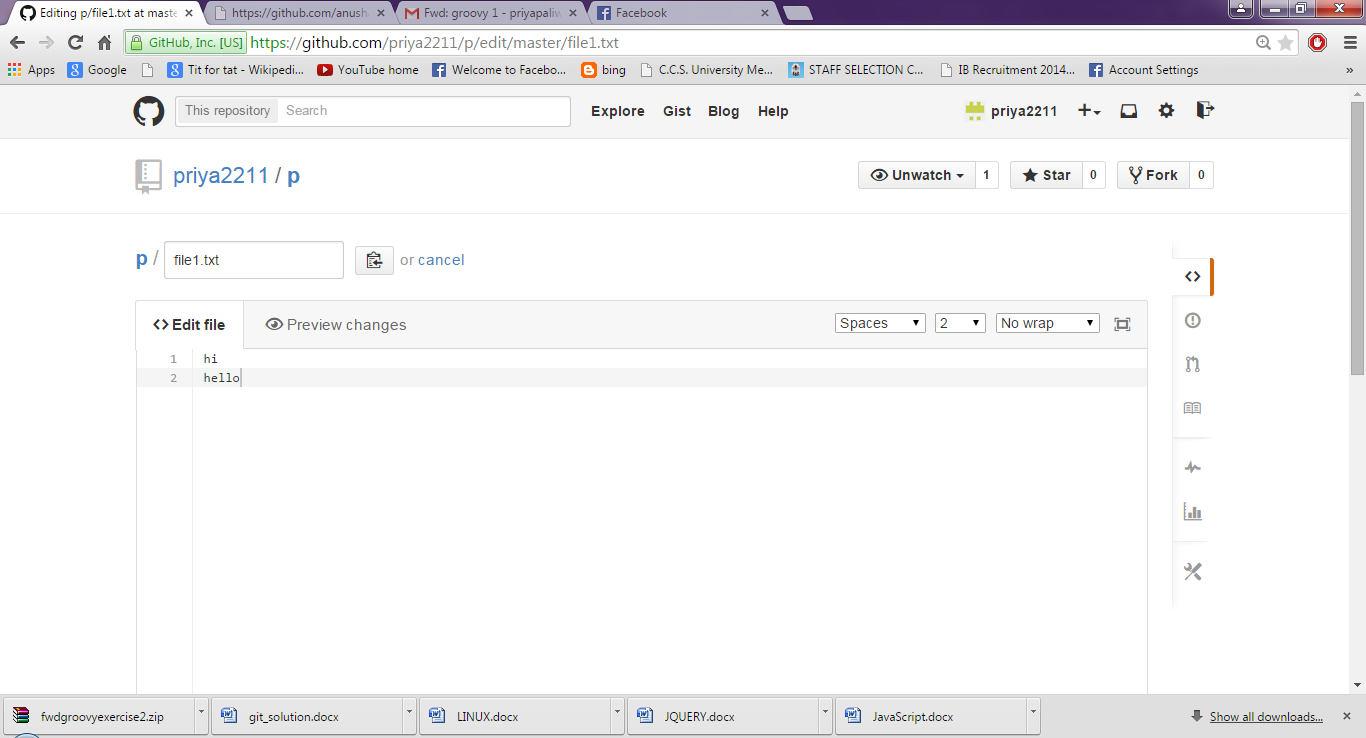 Editing p/file1.txt at maste https://github.com/anush Fwd: groovy 1 - priyapaliw Facebook
GitHub, Inc. [US] https://github.com/priya2211/p/edit/master/file1.txt
Apps Google Tit for tat - Wikipedi... YouTube home Welcome to Facebo... bing C.C.S. University Me... STAFF SELECTION C... IB Recruitment 2014... Account Settings »
This repository Search Explore Gist Blog Help priya2211
priya2211 / p Unwatch 1 Star 0 Fork 0
p / file1.txt or cancel
Edit file Preview changes Spaces 2 No wrap
1 hi
2 hello
fwdgroovyexercise2.zip git_solution.docx LINUX.docx JQUERY.docx JavaScript.docx Show all downloads...